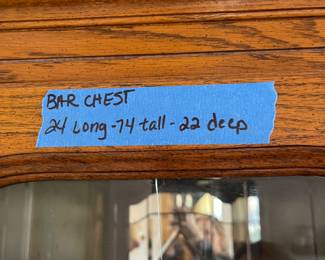 BAR CHEST
24 Long-74 tall-22 deep